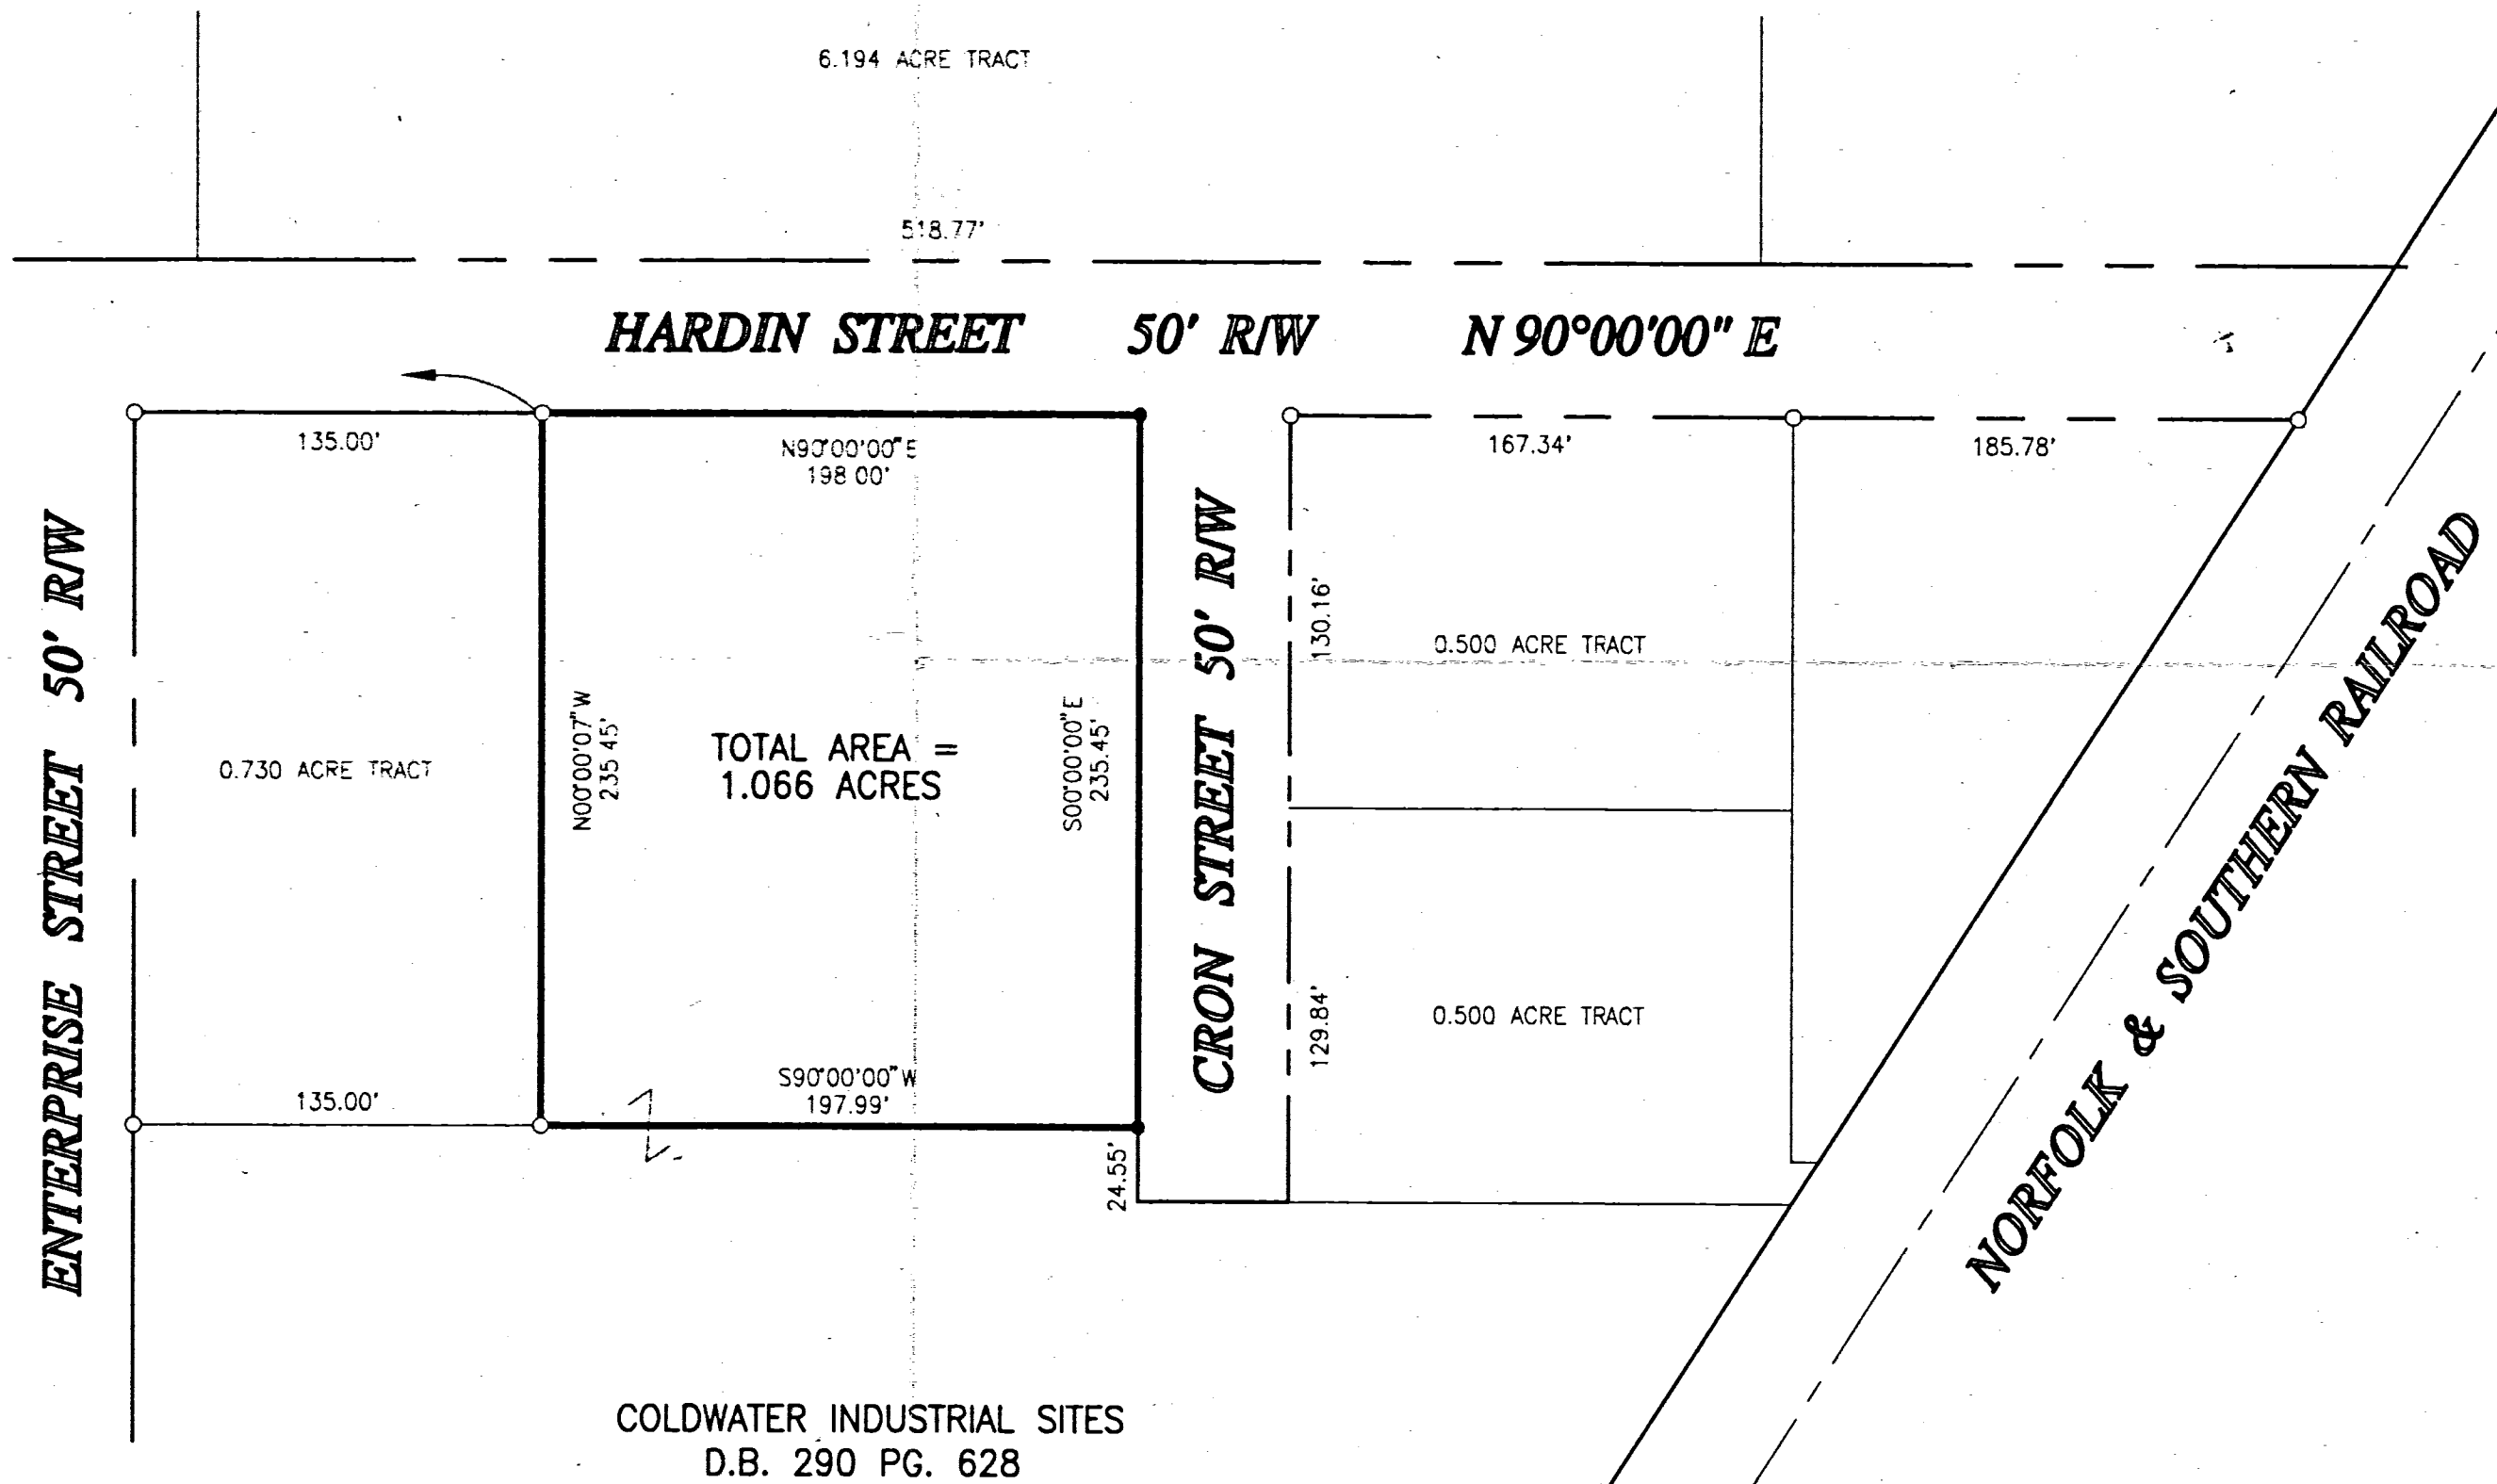 6.194 ACRE TRACT
518.77'
HARDIN STREET 50' R/W N 90°00'00" E
135.00'
N90°00'00"E
198.00'
167.34'
185.78'
ENTERPRISE STREET 50' R/W
0.730 ACRE TRACT
N00°00'07"W
235.45'
TOTAL AREA =
1.066 ACRES
S00°00'00"E
235.45'
CRON STREET 50' R/W
130.16'
0.500 ACRE TRACT
129.84'
0.500 ACRE TRACT
NORFOLK & SOUTHERN RAILROAD
135.00'
S90°00'00"W
197.99'
24.55'
COLDWATER INDUSTRIAL SITES
D.B. 290 PG. 628